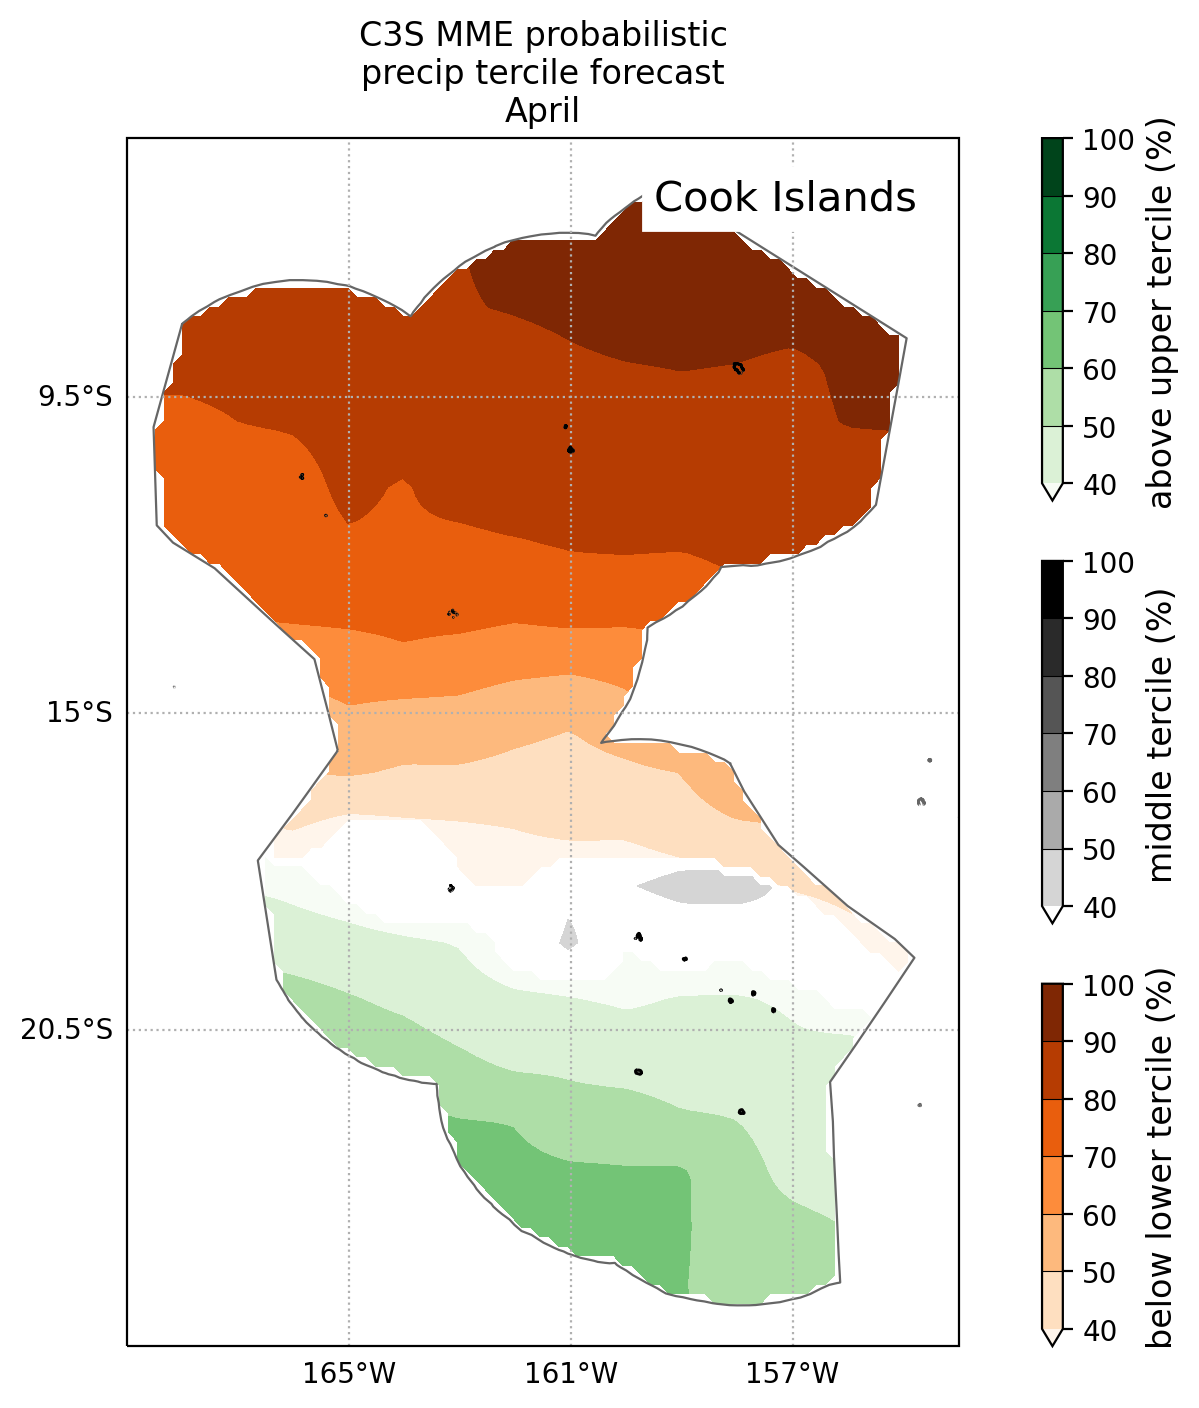 C3S MME probabilistic
precip tercile forecast
April
Cook Islands
9.5°S
15°S
20.5°S
165°W
161°W
157°W
100
90
80
70
60
50
40
above upper tercile (%)
100
90
80
70
60
50
40
middle tercile (%)
100
90
80
70
60
50
40
below lower tercile (%)